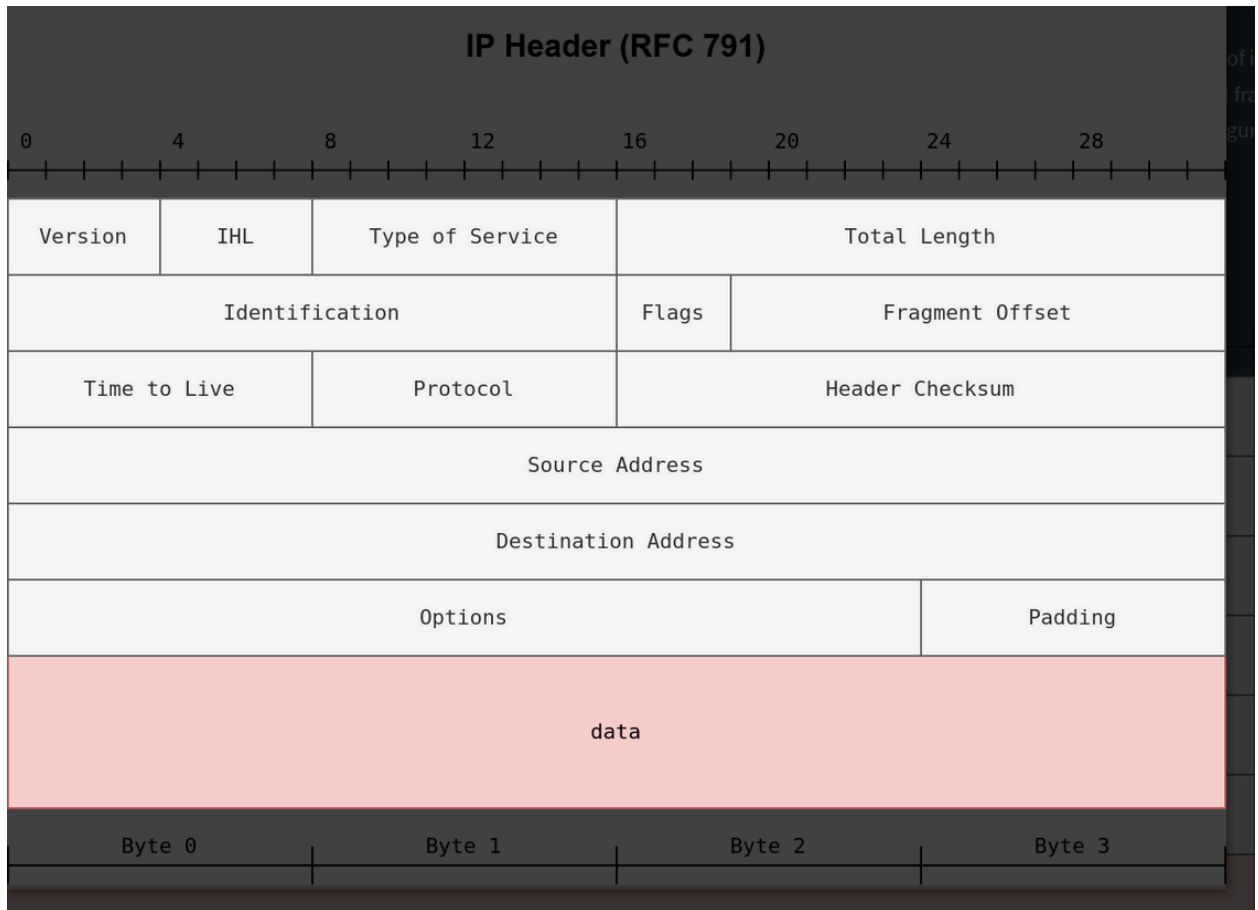 IP Header (RFC 791)
0 4 8 12 16 20 24 28
Version IHL Type of Service Total Length
Identification Flags Fragment Offset
Time to Live Protocol Header Checksum
Source Address
Destination Address
Options Padding
data
Byte 0 Byte 1 Byte 2 Byte 3